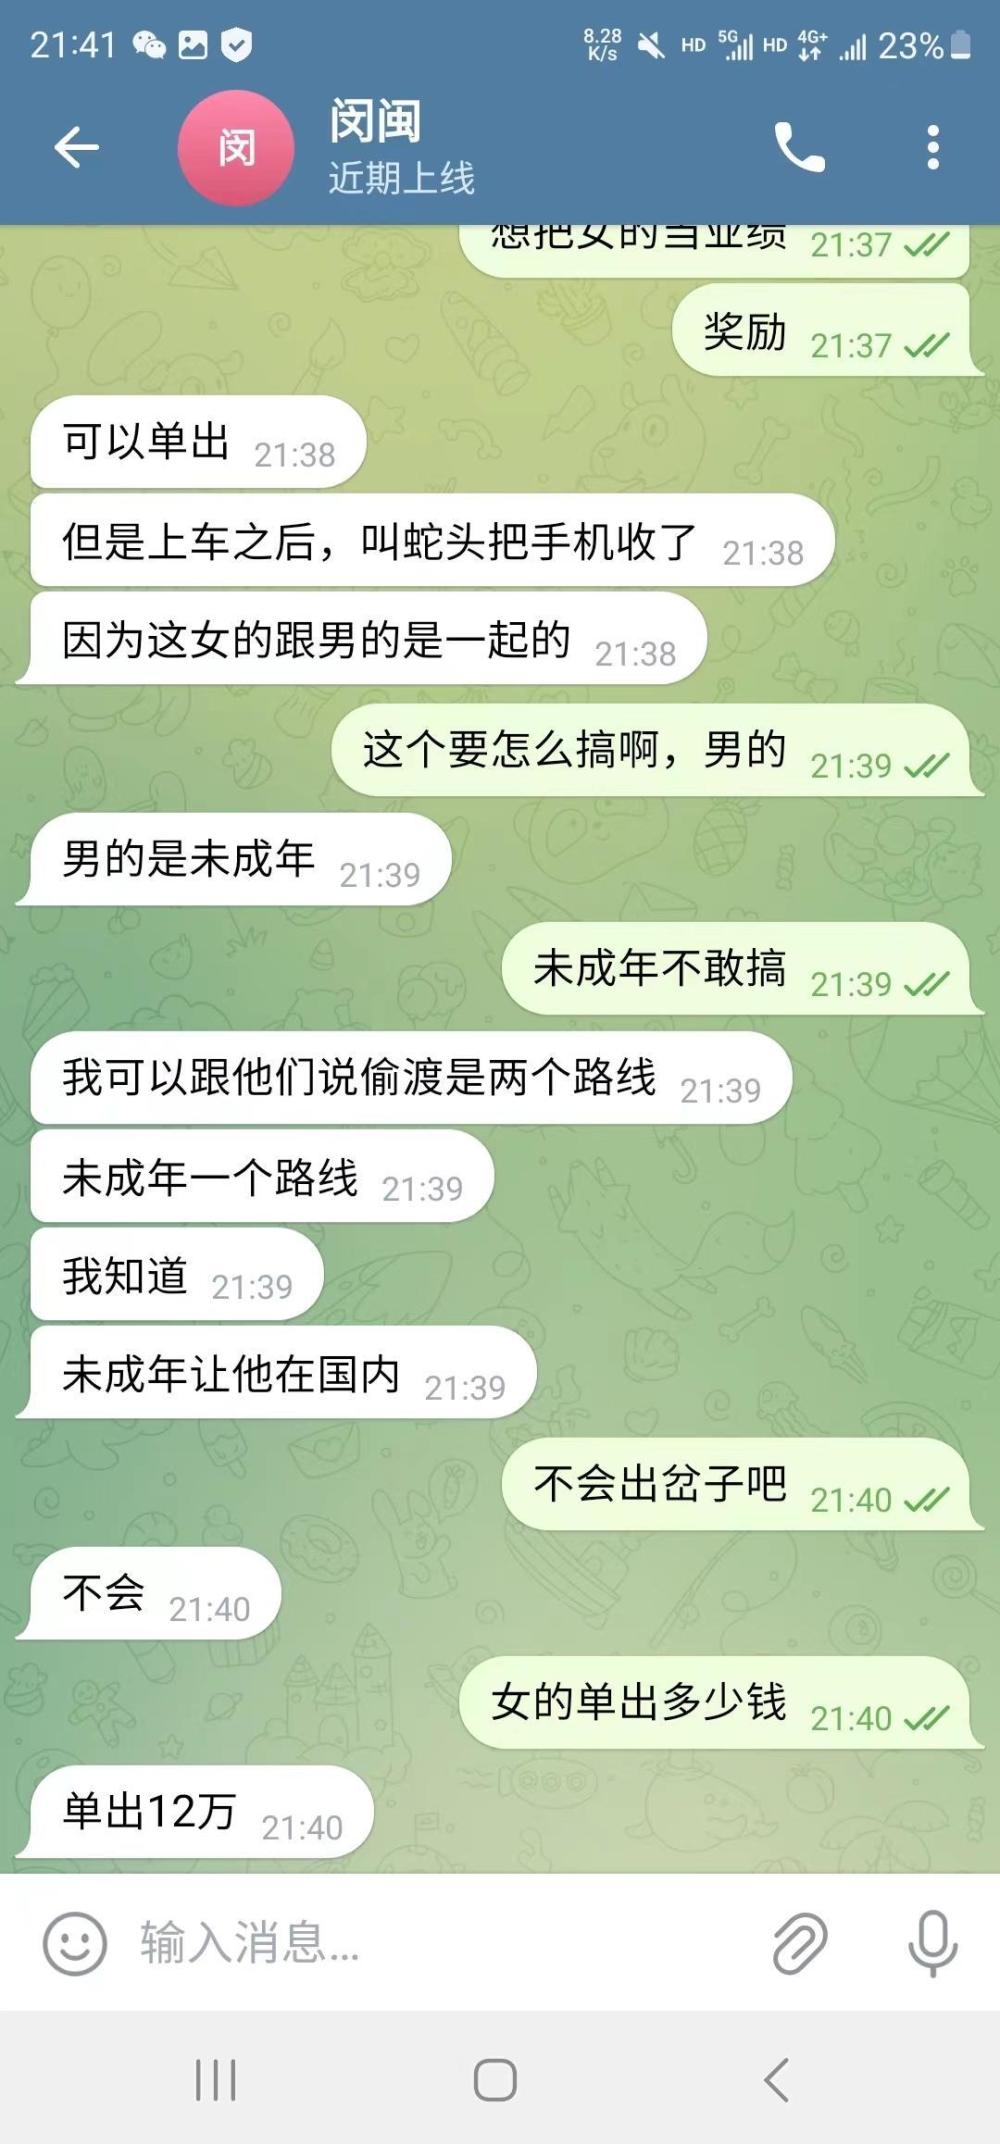 21:41 8.28 K/s HD 5G HD 4G+ 23%
闵
闵闽
近期上线
想把女的当业绩 21:37
奖励 21:37
可以单出 21:38
但是上车之后，叫蛇头把手机收了 21:38
因为这女的跟男的是一起的 21:38
这个要怎么搞啊，男的 21:39
男的是未成年 21:39
未成年不敢搞 21:39
我可以跟他们说偷渡是两个路线 21:39
未成年一个路线 21:39
我知道 21:39
未成年让他在国内 21:39
不会出岔子吧 21:40
不会 21:40
女的单出多少钱 21:40
单出12万 21:40
输入消息...